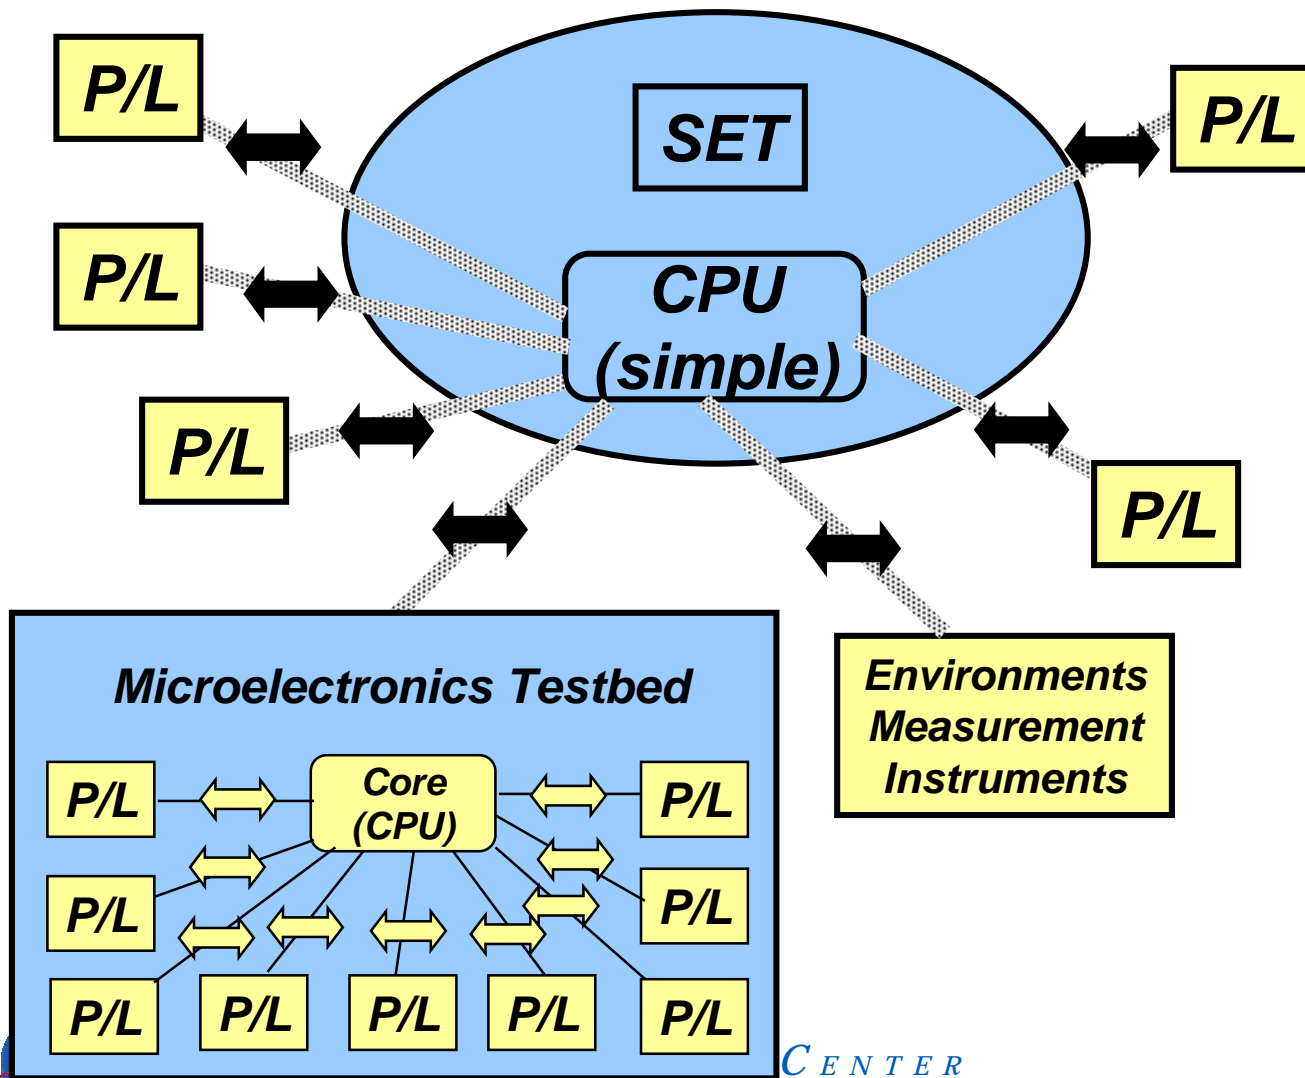 P/L
SET
P/L
P/L
CPU
(simple)
P/L
P/L
Microelectronics Testbed
Environments
Measurement
Instruments
Core
(CPU)
P/L
P/L
P/L
P/L
P/L
P/L
P/L
P/L
P/L
CENTER